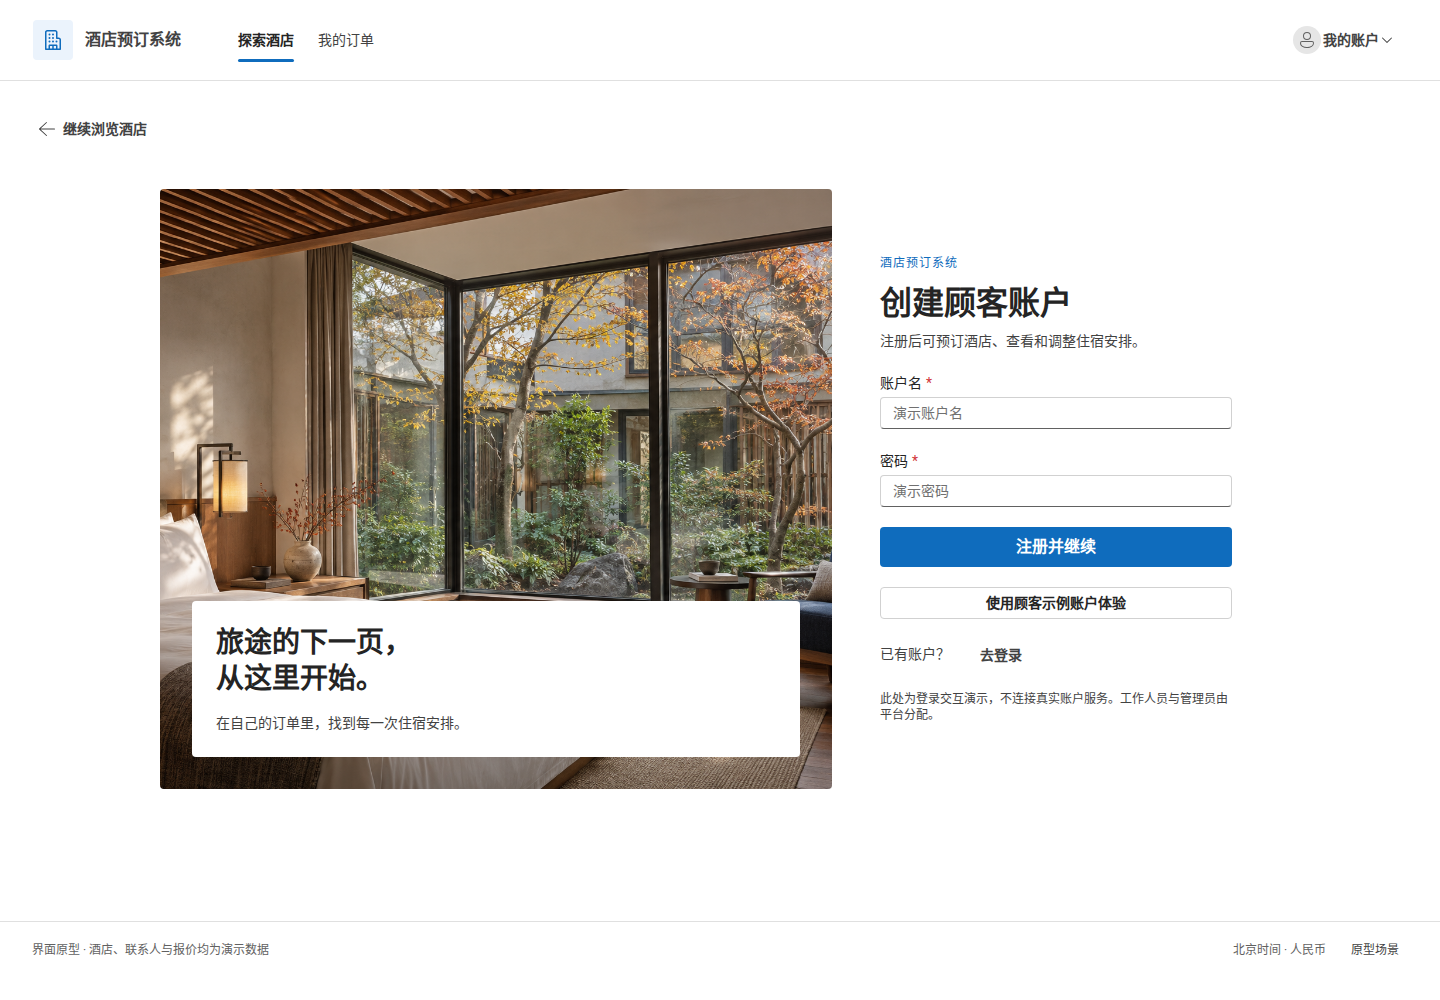 酒店预订系统
探索酒店
我的订单
我的账户
继续浏览酒店
旅途的下一页，
从这里开始。
在自己的订单里，找到每一次住宿安排。
酒店预订系统
创建顾客账户
注册后可预订酒店、查看和调整住宿安排。
账户名 *
演示账户名
密码 *
演示密码
注册并继续
使用顾客示例账户体验
已有账户？ 去登录
此处为登录交互演示，不连接真实账户服务。工作人员与管理员由
平台分配。
界面原型 · 酒店、联系人与报价均为演示数据
北京时间 · 人民币
原型场景